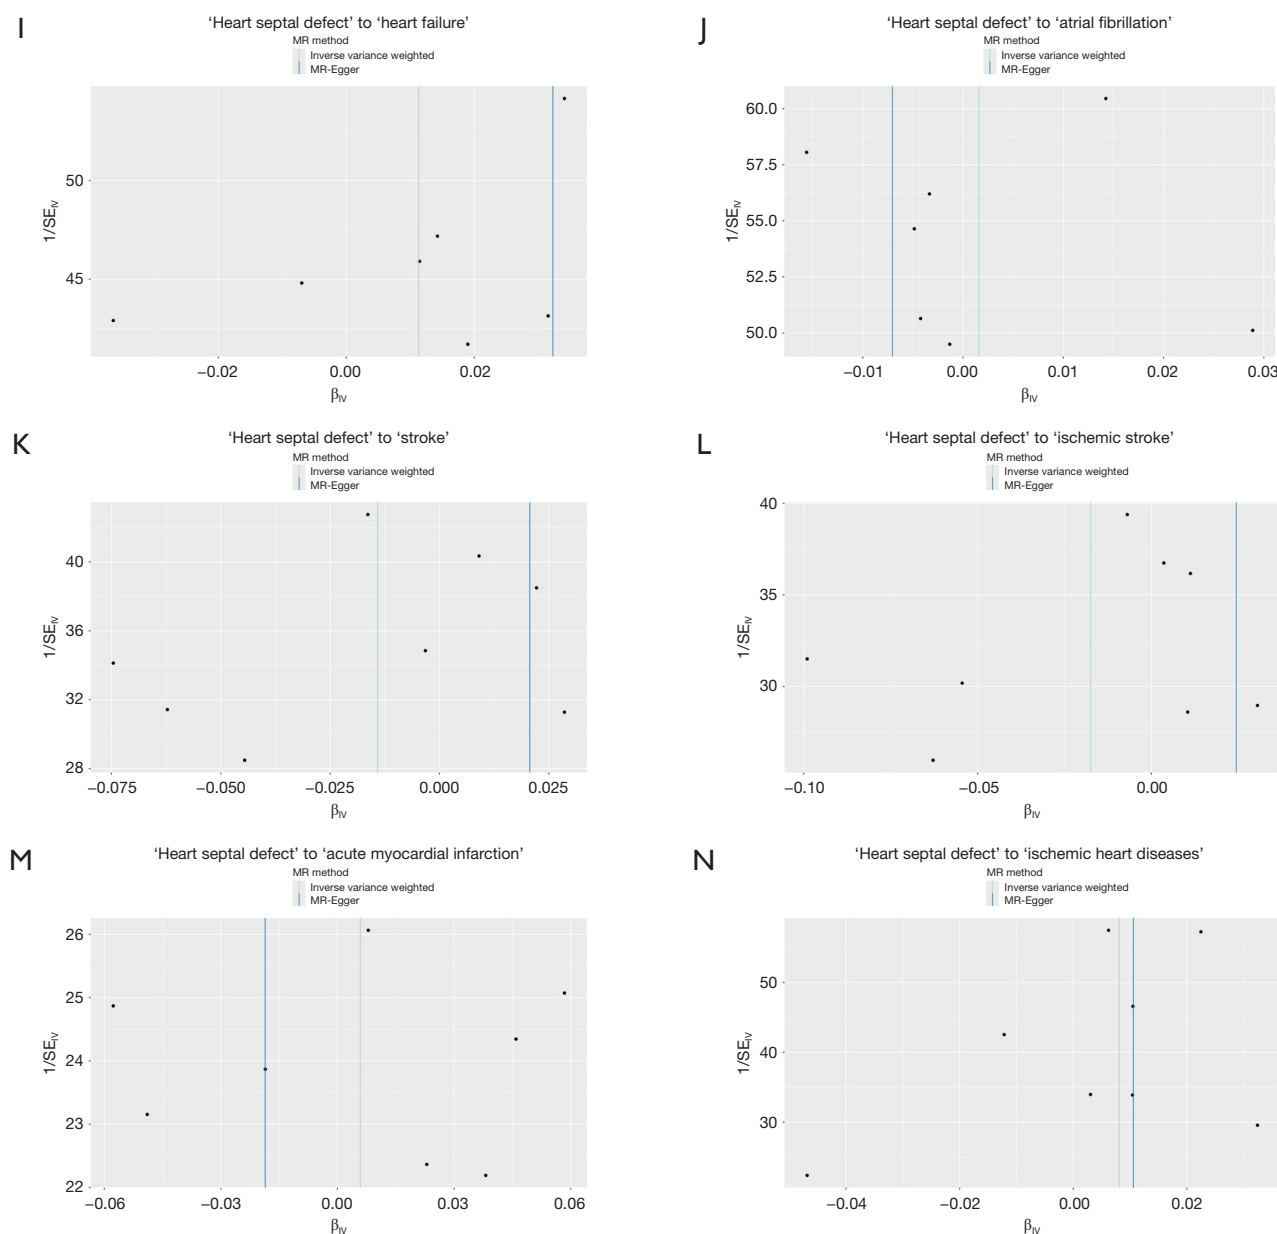 I
'Heart septal defect' to 'heart failure'
MR method
Inverse variance weighted
MR-Egger
50
45
1/SE_IV
−0.02 0.00 0.02
β_IV
J
'Heart septal defect' to 'atrial fibrillation'
MR method
Inverse variance weighted
MR-Egger
60.0
57.5
55.0
52.5
50.0
1/SE_IV
−0.01 0.00 0.01 0.02 0.03
β_IV
K
'Heart septal defect' to 'stroke'
MR method
Inverse variance weighted
MR-Egger
40
36
32
28
1/SE_IV
−0.075 −0.050 −0.025 0.000 0.025
β_IV
L
'Heart septal defect' to 'ischemic stroke'
MR method
Inverse variance weighted
MR-Egger
40
35
30
1/SE_IV
−0.10 −0.05 0.00
β_IV
M
'Heart septal defect' to 'acute myocardial infarction'
MR method
Inverse variance weighted
MR-Egger
26
25
24
23
22
1/SE_IV
−0.06 −0.03 0.00 0.03 0.06
β_IV
N
'Heart septal defect' to 'ischemic heart diseases'
MR method
Inverse variance weighted
MR-Egger
50
40
30
1/SE_IV
−0.04 −0.02 0.00 0.02
β_IV